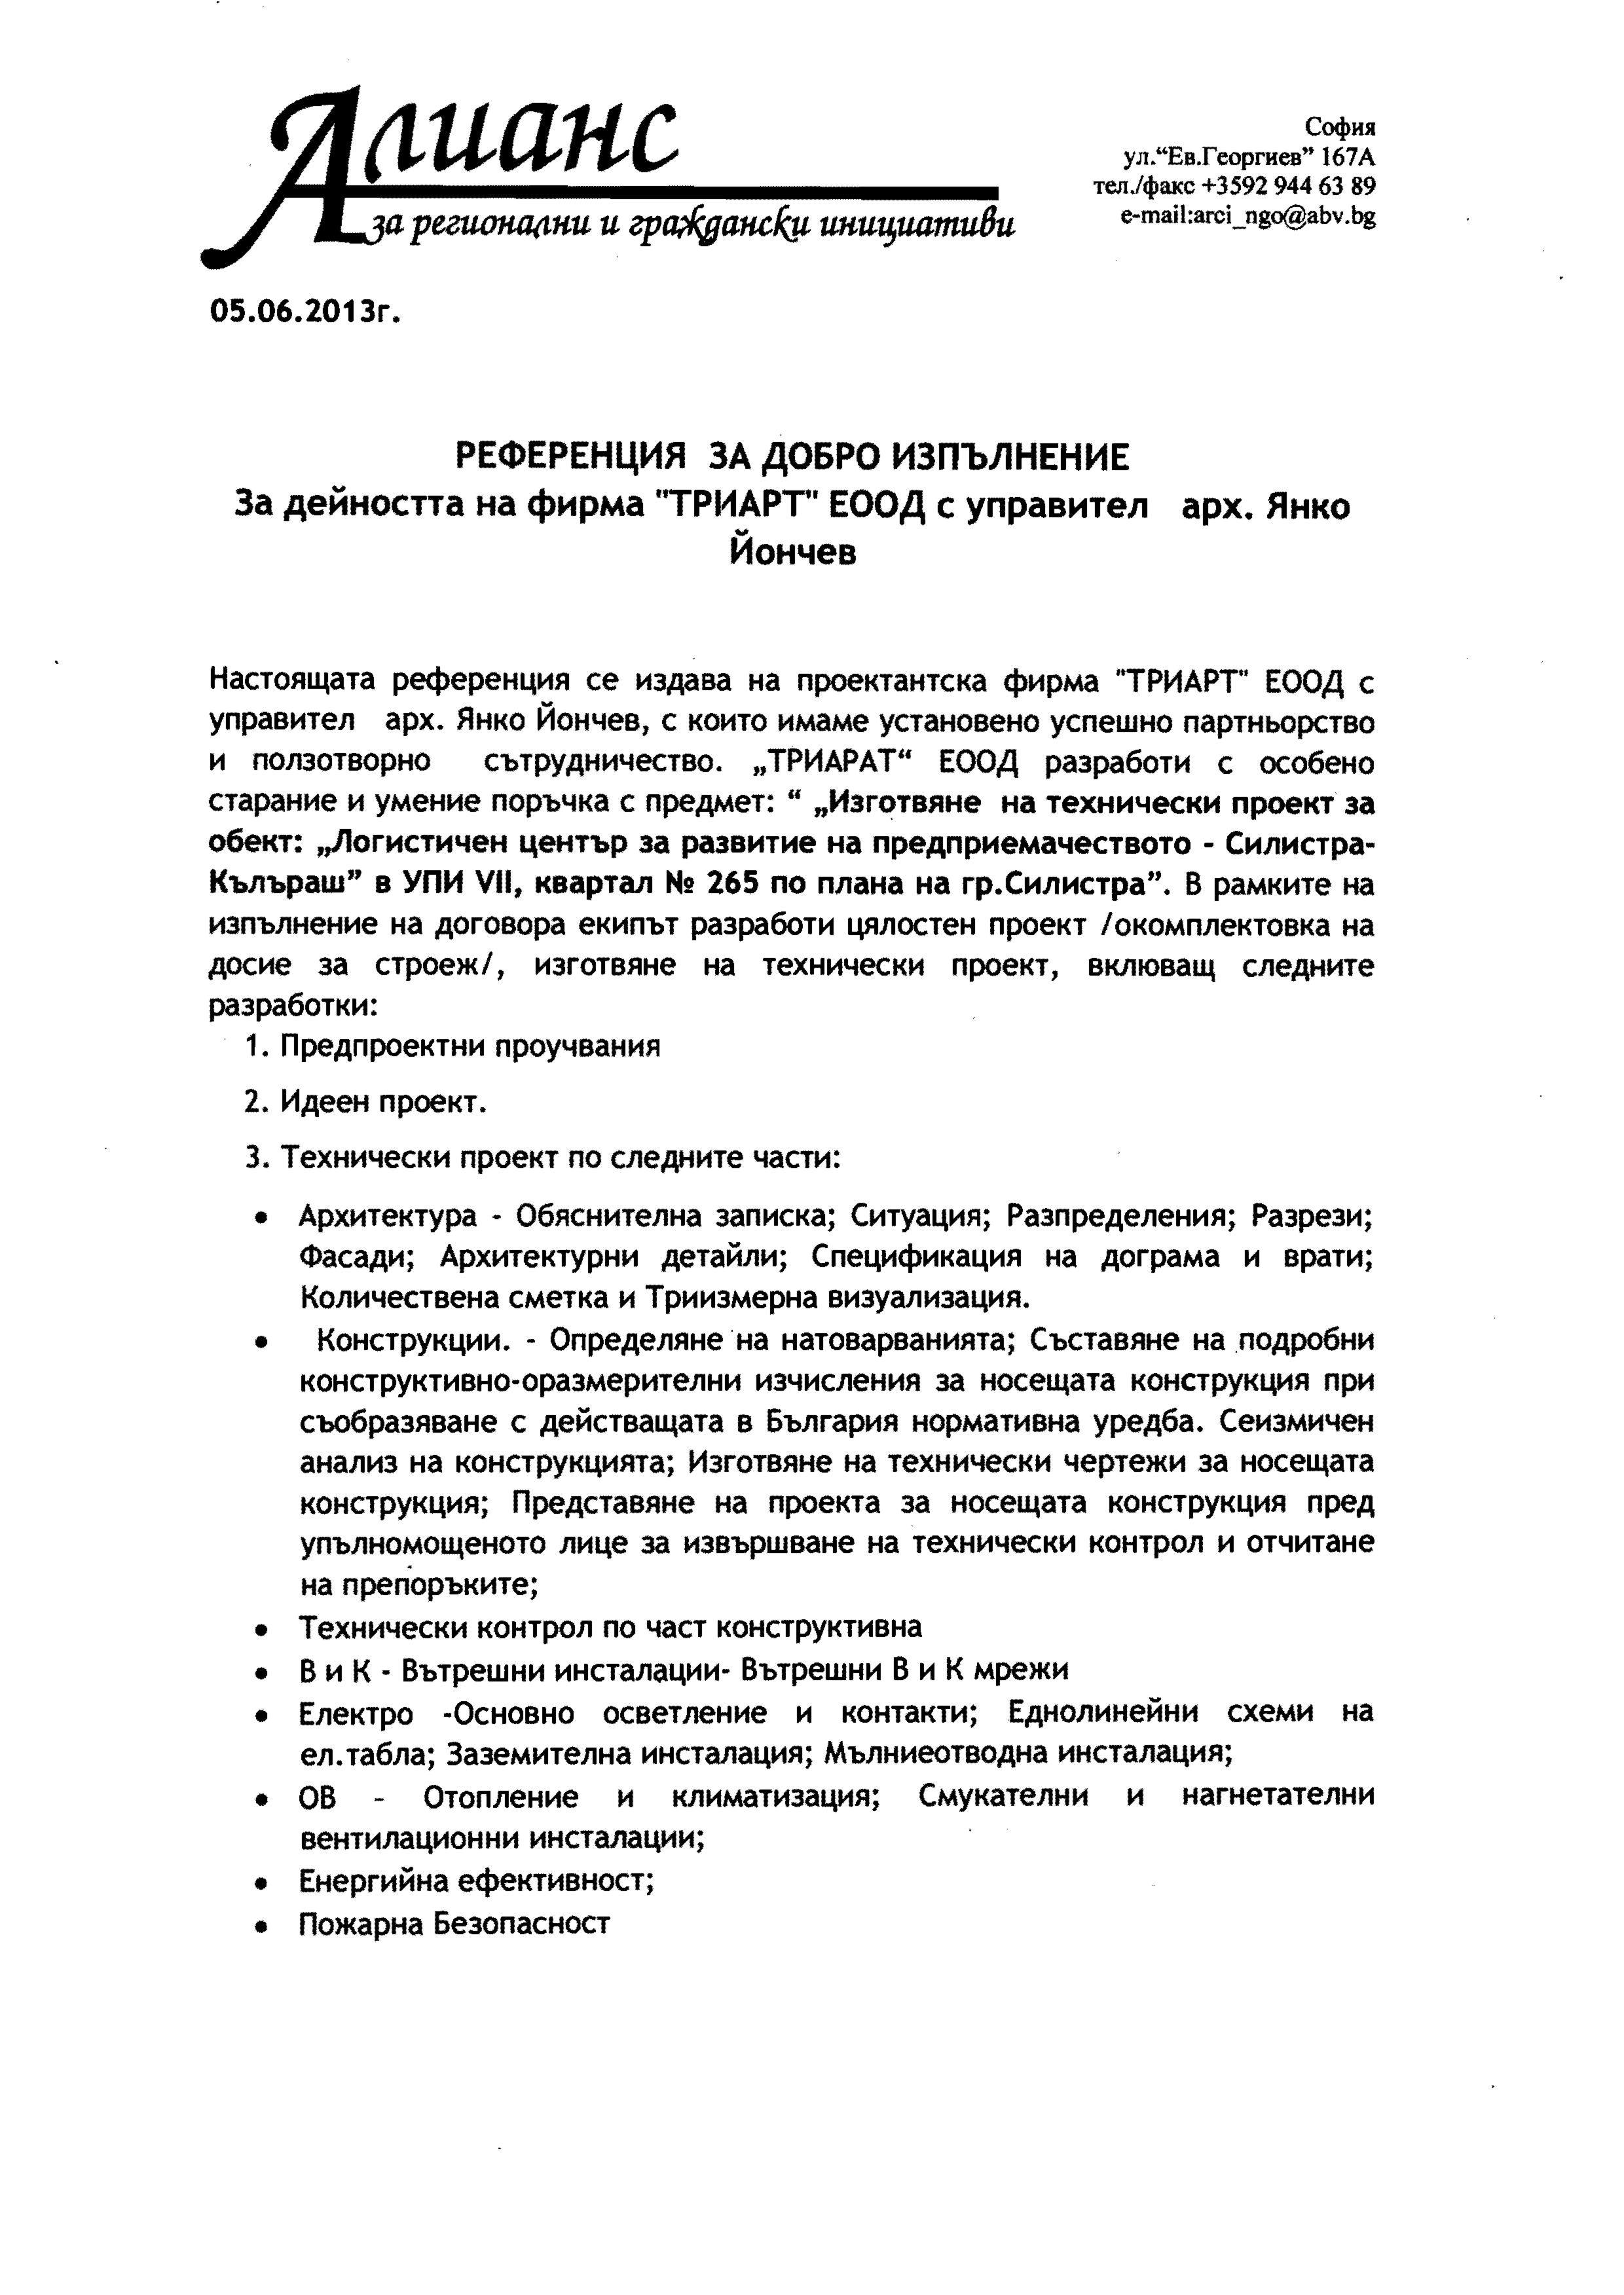 Алианс
за регионални и граждански инициативи
София
ул.“Ев.Георгиев” 167А
тел./факс +3592 944 63 89
e-mail:arci_ngo@abv.bg
05.06.2013г.
РЕФЕРЕНЦИЯ ЗА ДОБРО ИЗПЪЛНЕНИЕ
За дейността на фирма "ТРИАРТ" ЕООД с управител арх. Янко
Йончев
Настоящата референция се издава на проектантска фирма "ТРИАРТ" ЕООД с
управител арх. Янко Йончев, с които имаме установено успешно партньорство
и ползотворно сътрудничество. „ТРИАРАТ“ ЕООД разработи с особено
старание и умение поръчка с предмет: “ „Изготвяне на технически проект за
обект: „Логистичен център за развитие на предприемачеството - Силистра-
Кълъраш” в УПИ VII, квартал № 265 по плана на гр.Силистра”. В рамките на
изпълнение на договора екипът разработи цялостен проект /окомплектовка на
досие за строеж/, изготвяне на технически проект, вклюващ следните
разработки:
1. Предпроектни проучвания
2. Идеен проект.
3. Технически проект по следните части:
• Архитектура - Обяснителна записка; Ситуация; Разпределения; Разрези;
Фасади; Архитектурни детайли; Спецификация на дограма и врати;
Количествена сметка и Триизмерна визуализация.
• Конструкции. - Определяне на натоварванията; Съставяне на подробни
конструктивно-оразмерителни изчисления за носещата конструкция при
съобразяване с действащата в България нормативна уредба. Сеизмичен
анализ на конструкцията; Изготвяне на технически чертежи за носещата
конструкция; Представяне на проекта за носещата конструкция пред
упълномощеното лице за извършване на технически контрол и отчитане
на препоръките;
• Технически контрол по част конструктивна
• В и К - Вътрешни инсталации- Вътрешни В и К мрежи
• Електро -Основно осветление и контакти; Еднолинейни схеми на
ел.табла; Заземителна инсталация; Мълниеотводна инсталация;
• ОВ - Отопление и климатизация; Смукателни и нагнетателни
вентилационни инсталации;
• Енергийна ефективност;
• Пожарна Безопасност